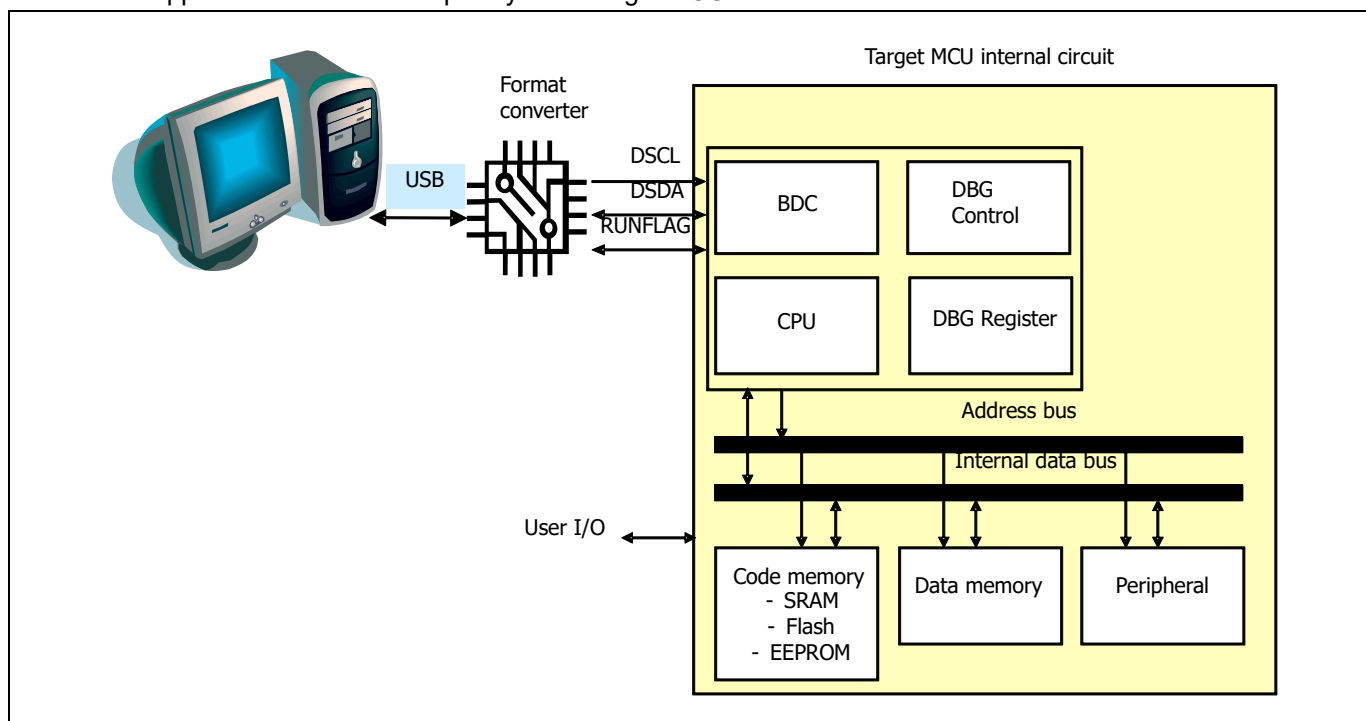 Target MCU internal circuit
Format
converter
USB
DSCL
DSDA
RUNFLAG
BDC
DBG
Control
CPU
DBG Register
Address bus
Internal data bus
User I/O
Code memory
- SRAM
- Flash
- EEPROM
Data memory
Peripheral